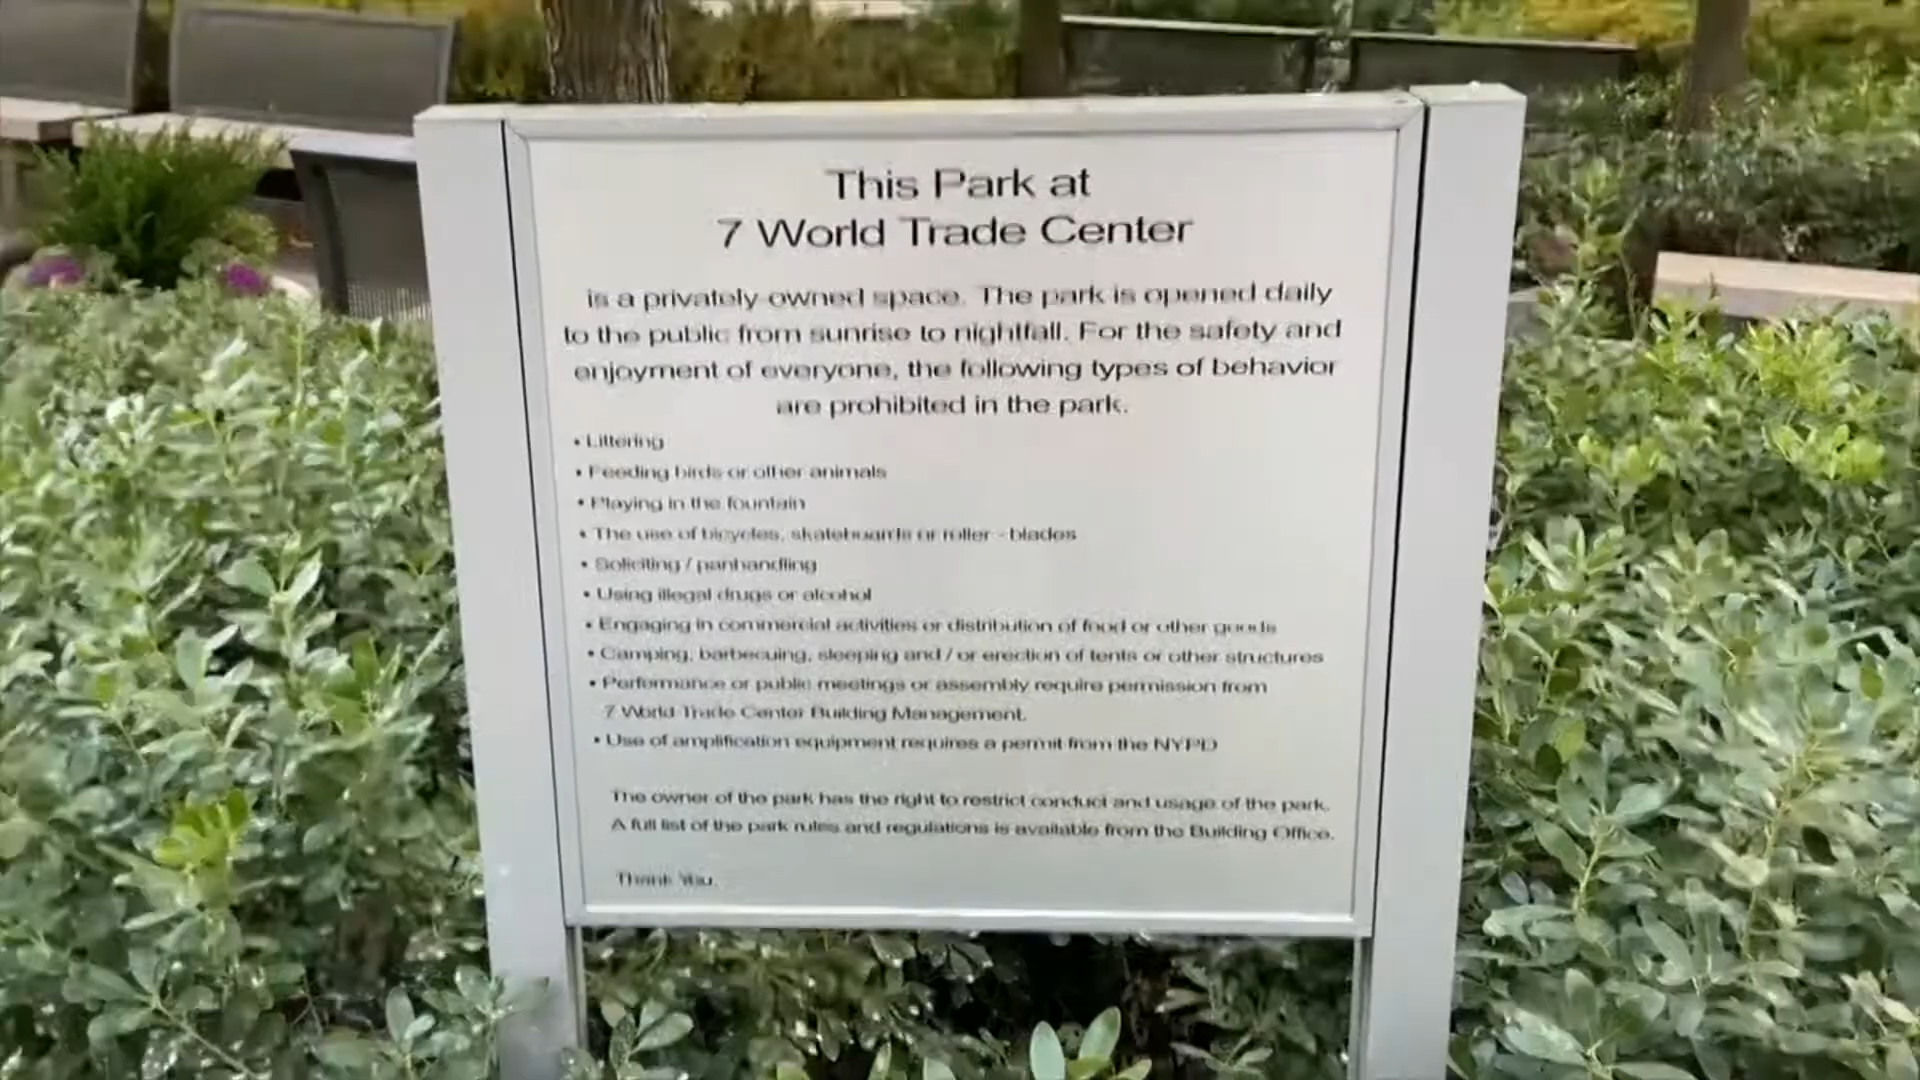 This Park at
7 World Trade Center
is a privately owned space. The park is opened daily
to the public from sunrise to nightfall. For the safety and
enjoyment of everyone, the following types of behavior
are prohibited in the park.
• Littering
• Feeding birds or other animals
• Playing in the fountain
• The use of bicycles, skateboards or roller - blades
• Soliciting / panhandling
• Using illegal drugs or alcohol
• Engaging in commercial activities or distribution of food or other goods
• Camping, barbecuing, sleeping and / or erection of tents or other structures
• Performance or public meetings or assembly require permission from
7 World Trade Center Building Management.
• Use of amplification equipment requires a permit from the NYPD
The owner of the park has the right to restrict conduct and usage of the park.
A full list of the park rules and regulations is available from the Building Office.
Thank You.